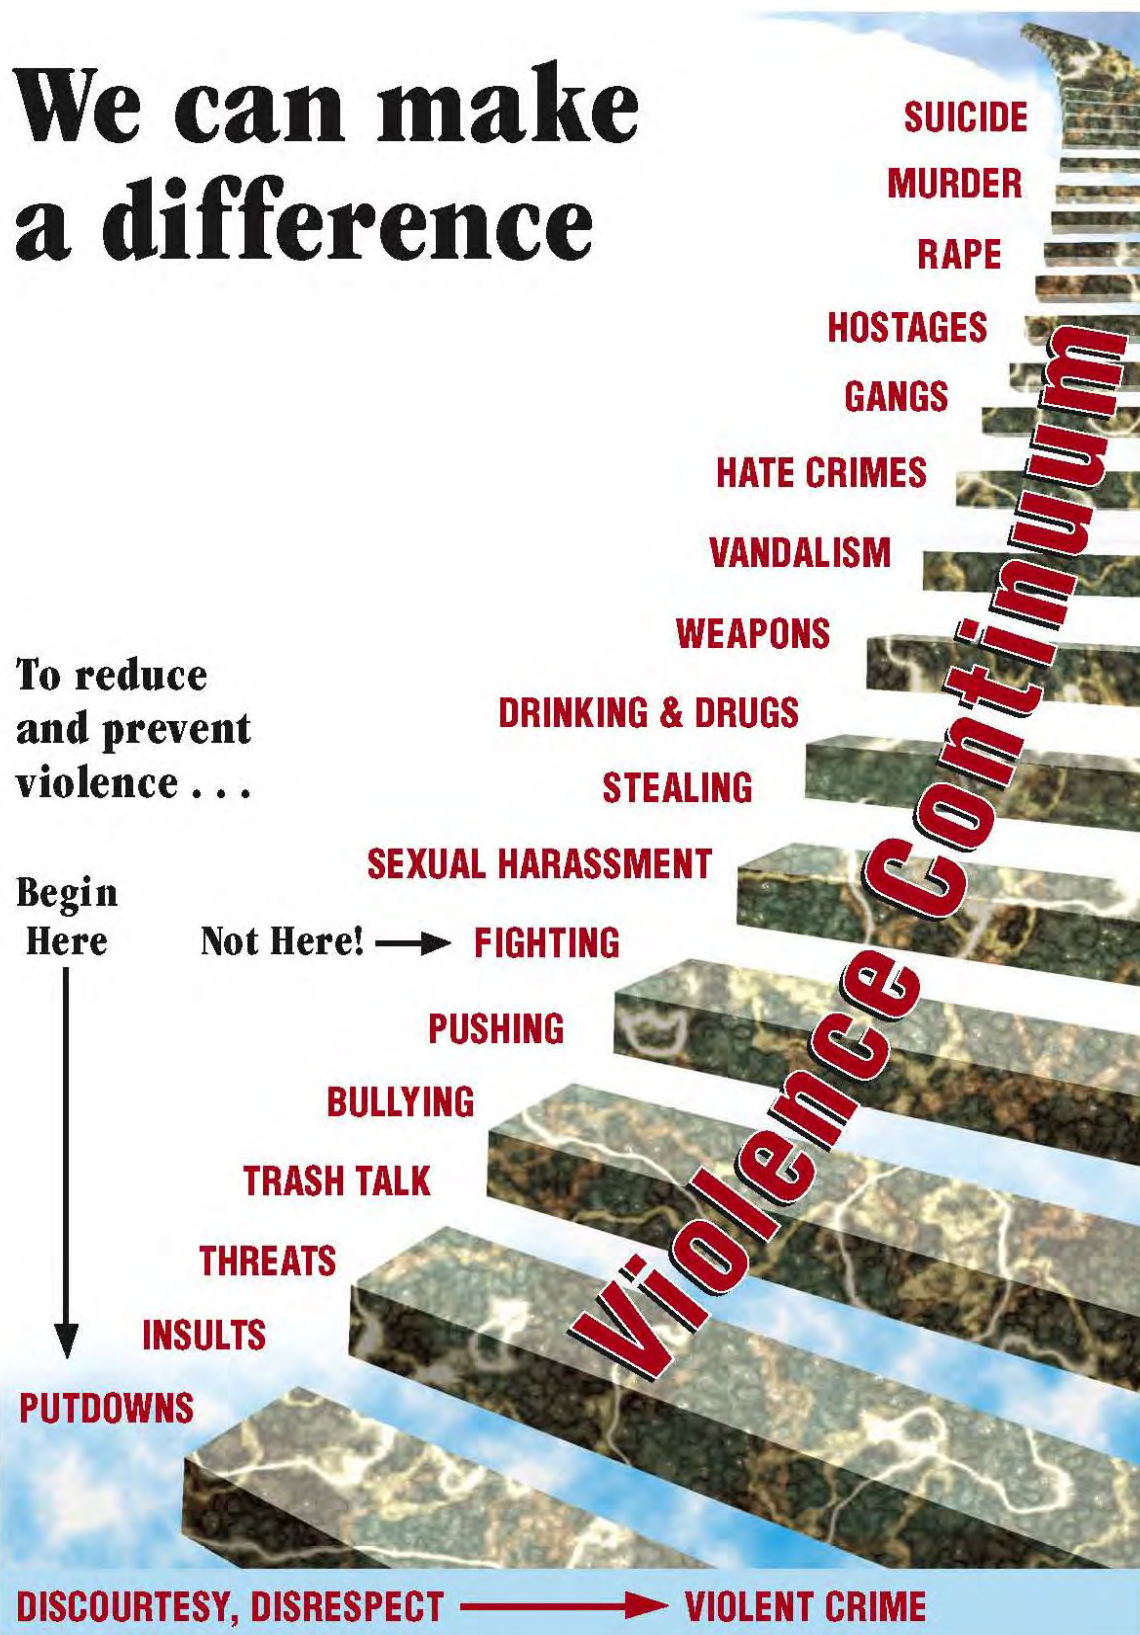 We can make
a difference
SUICIDE
MURDER
RAPE
HOSTAGES
GANGS
HATE CRIMES
VANDALISM
WEAPONS
To reduce
and prevent
violence . . .
DRINKING & DRUGS
STEALING
SEXUAL HARASSMENT
Begin
Here
Not Here!
FIGHTING
PUSHING
BULLYING
TRASH TALK
THREATS
INSULTS
PUTDOWNS
Violence Continuum
DISCOURTESY, DISRESPECT
VIOLENT CRIME